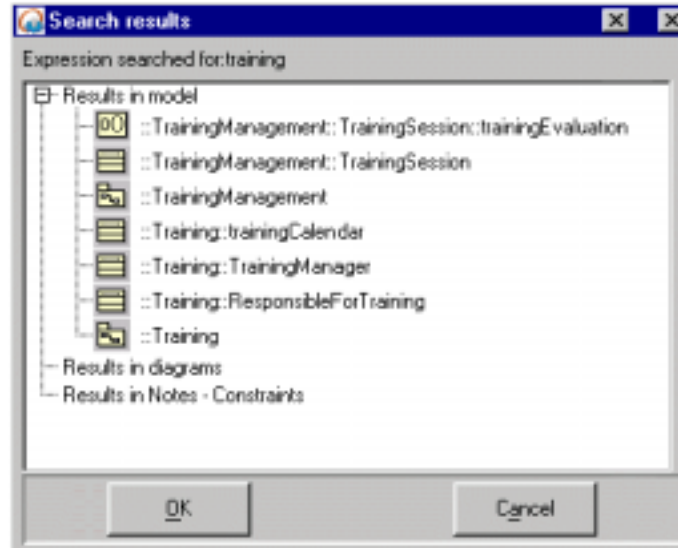 Search results
Expression searched for:training
Results in model
::TrainingManagement::TrainingSession::trainingEvaluation
::TrainingManagement::TrainingSession
::TrainingManagement
::Training::trainingCalendar
::Training::TrainingManager
::Training::ResponsibleForTraining
::Training
Results in diagrams
Results in Notes - Constraints
OK Cancel